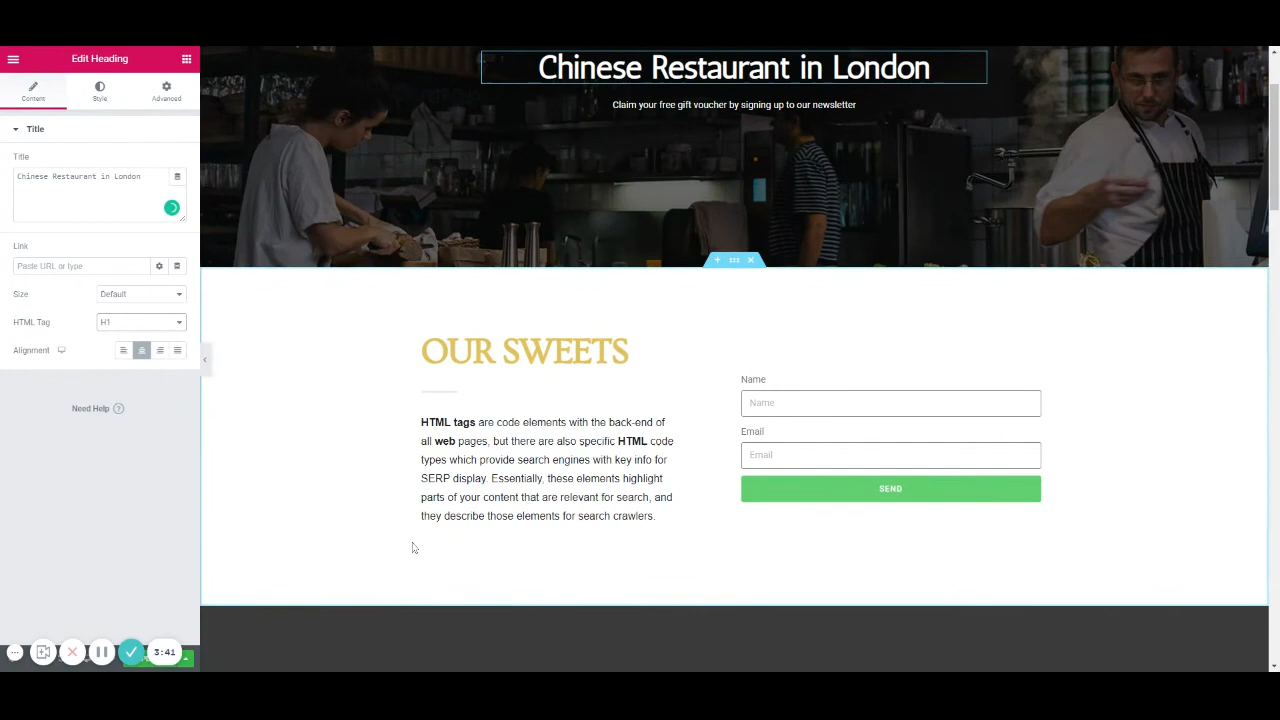 Edit Heading
Content
Style
Advanced
Title
Title
Chinese Restaurant in London
Link
Paste URL or type
Size
Default
HTML Tag
H1
Alignment
Need Help ?
3:41
Chinese Restaurant in London
Claim your free gift voucher by signing up to our newsletter
OUR SWEETS
HTML tags are code elements with the back-end of
all web pages, but there are also specific HTML code
types which provide search engines with key info for
SERP display. Essentially, these elements highlight
parts of your content that are relevant for search, and
they describe those elements for search crawlers.
Name
Name
Email
Email
SEND